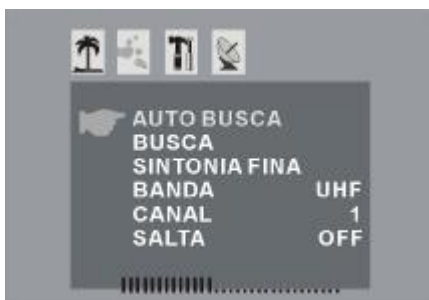 AUTO BUSCA
BUSCA
SINTONIA FINA
BANDA UHF
CANAL 1
SALTA OFF